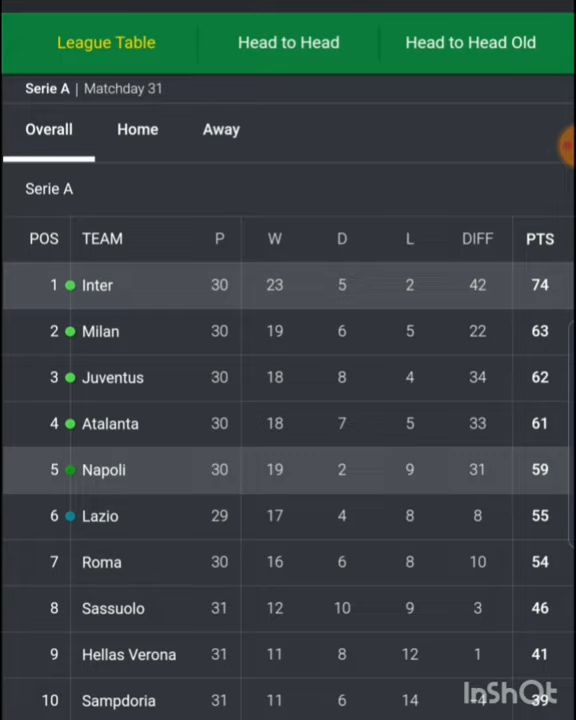 League Table Head to Head Head to Head Old
Serie A | Matchday 31
Overall Home Away
Serie A
POS TEAM P W D L DIFF PTS
1 Inter 30 23 5 2 42 74
2 Milan 30 19 6 5 22 63
3 Juventus 30 18 8 4 34 62
4 Atalanta 30 18 7 5 33 61
5 Napoli 30 19 2 9 31 59
6 Lazio 29 17 4 8 8 55
7 Roma 30 16 6 8 10 54
8 Sassuolo 31 12 10 9 3 46
9 Hellas Verona 31 11 8 12 1 41
10 Sampdoria 31 11 6 14 -4 39
InShOt